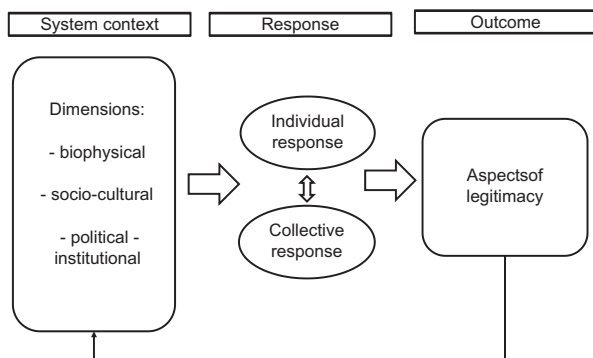 System context
Response
Outcome
Dimensions:
- biophysical
- socio-cultural
- political -
institutional
Individual
response
Collective
response
Aspectsof
legitimacy